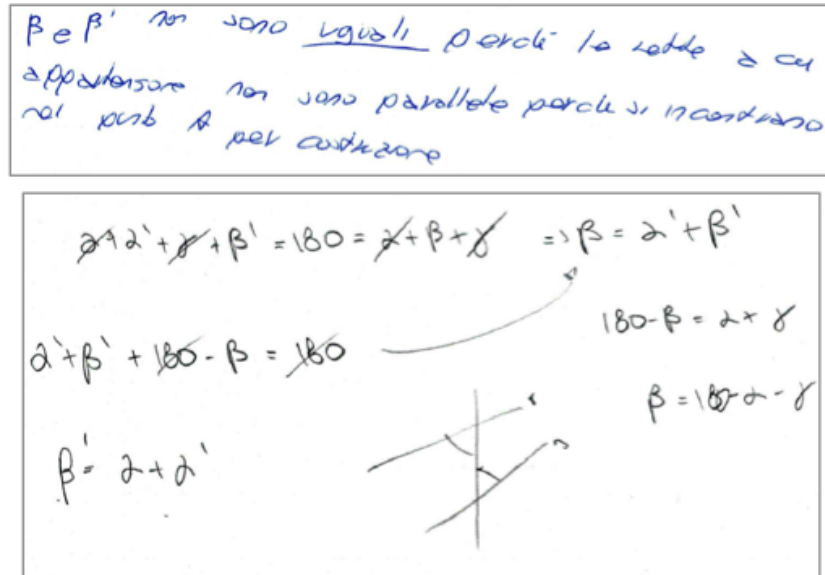 β e β' non sono uguali perché le rette a cui
appartengono non sono parallele perché si incontrano
nel punto A per costruzione
α + α' + γ + β' = 180 = α + β + γ => β = α' + β'
180 - β = α + γ
α' + β' + 180 - β = 180
β = 180 - α - γ
β' = α + α'
r
s